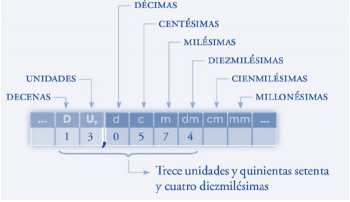 DÉCIMAS
CENTÉSIMAS
MILÉSIMAS
DIEZMILÉSIMAS
UNIDADES
CIENMILÉSIMAS
DECENAS
MILLONÉSIMAS
... D U, d c m dm cm mm ...
1 3 , 0 5 7 4
Trece unidades y quinientas setenta
y cuatro diezmilésimas